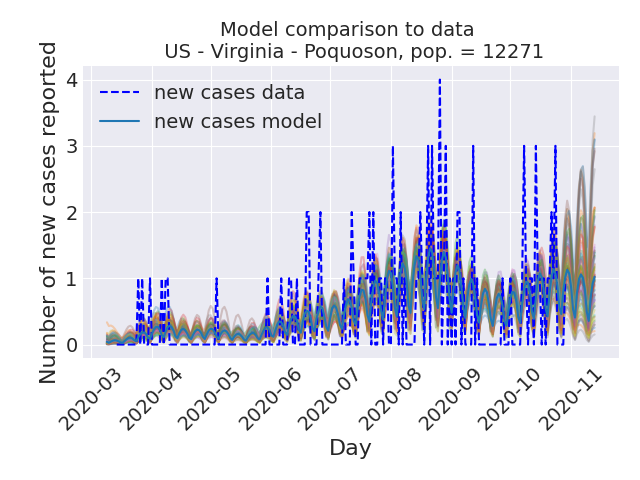 Model comparison to data
US - Virginia - Poquoson, pop. = 12271
Number of new cases reported
4
3
2
1
0
new cases data
new cases model
2020-03
2020-04
2020-05
2020-06
2020-07
2020-08
2020-09
2020-10
2020-11
Day